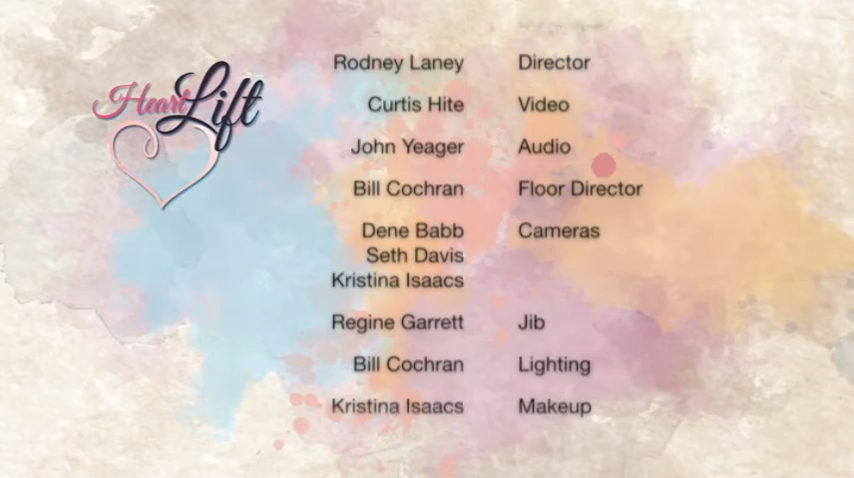 Heart Lift
Rodney Laney Director
Curtis Hite Video
John Yeager Audio
Bill Cochran Floor Director
Dene Babb Cameras
Seth Davis
Kristina Isaacs
Regine Garrett Jib
Bill Cochran Lighting
Kristina Isaacs Makeup